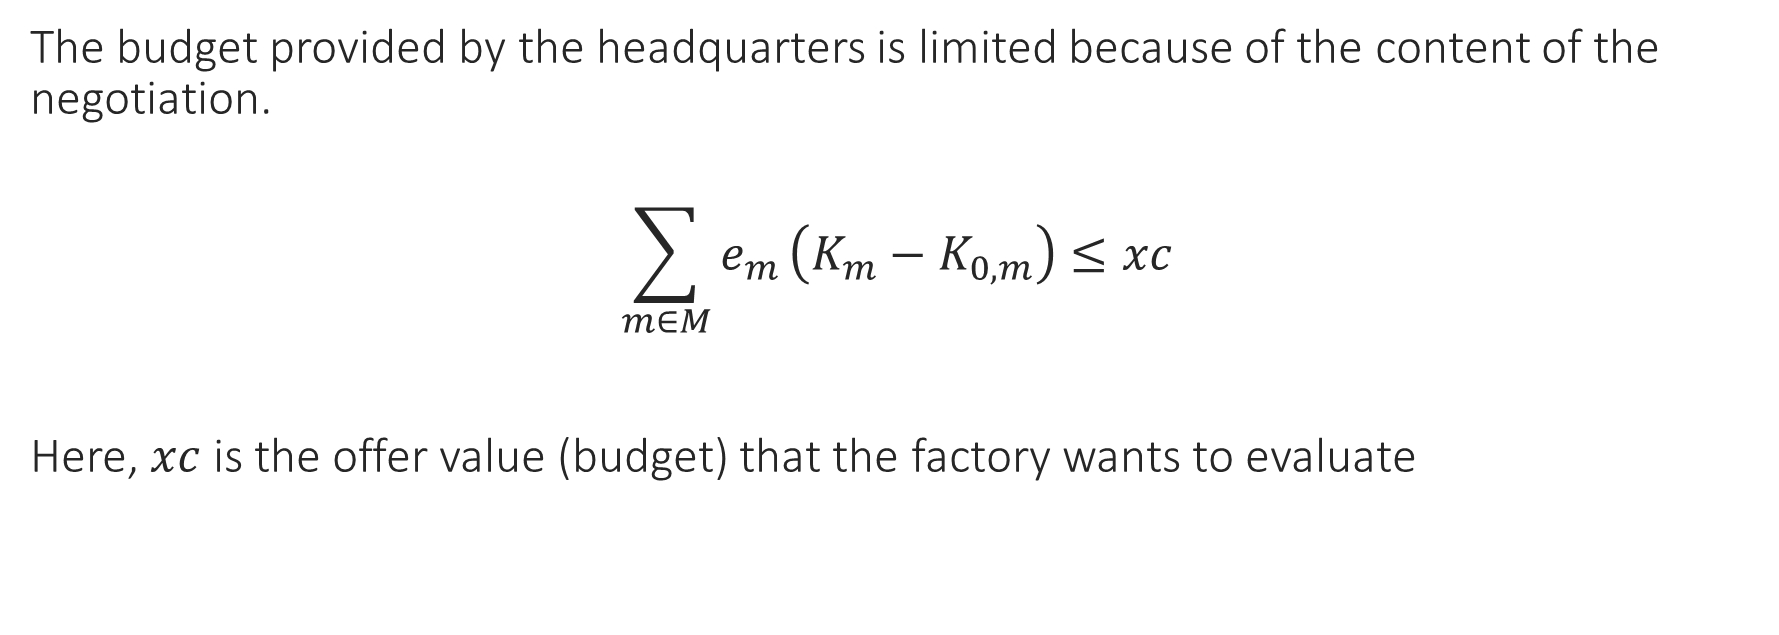 The budget provided by the headquarters is limited because of the content of the
negotiation.
∑ e_m (K_m − K_{0,m}) ≤ xc
m∈M
Here, xc is the offer value (budget) that the factory wants to evaluate